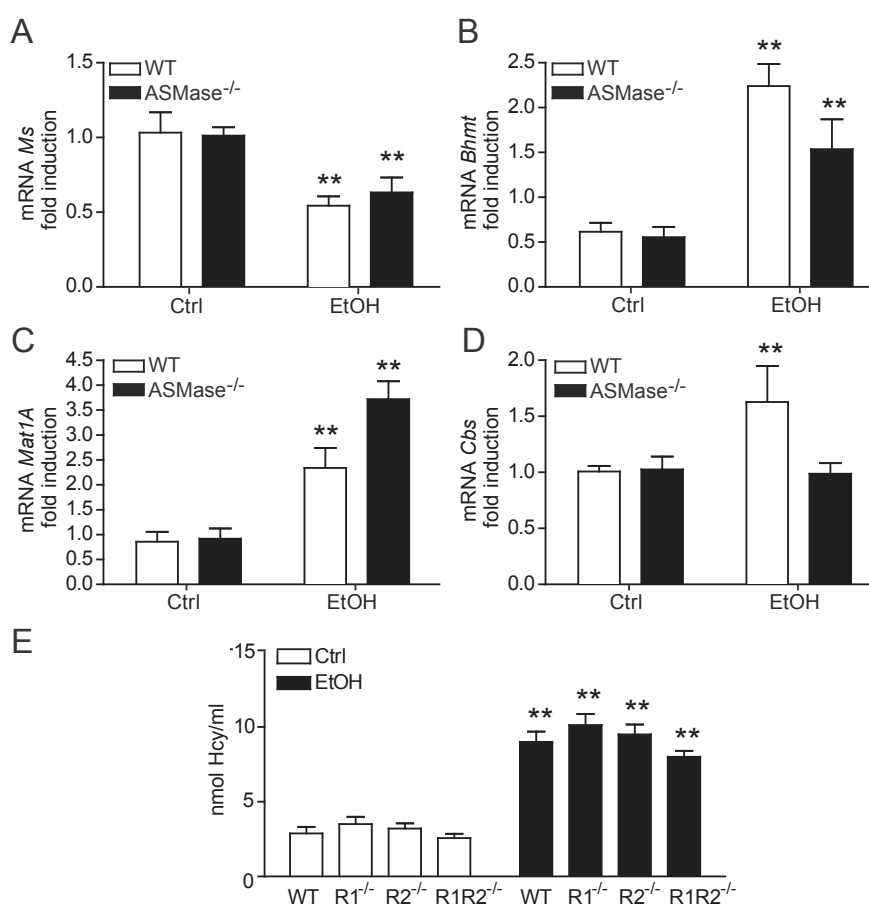 A
mRNA Ms
fold induction
1.5
1.0
0.5
0.0
WT
ASMase-/-
**
**
Ctrl
EtOH
B
mRNA Bhmt
fold induction
2.5
2.0
1.5
1.0
0.5
0.0
WT
ASMase-/-
**
**
Ctrl
EtOH
C
mRNA Mat1A
fold induction
4.5
4.0
3.5
3.0
2.5
2.0
1.5
1.0
0.5
0.0
WT
ASMase-/-
**
**
Ctrl
EtOH
D
mRNA Cbs
fold induction
2.0
1.5
1.0
0.5
0.0
WT
ASMase-/-
**
Ctrl
EtOH
E
nmol Hcy/ml
15
10
5
0
Ctrl
EtOH
**
**
**
**
WT R1-/- R2-/- R1R2-/- WT R1-/- R2-/- R1R2-/-